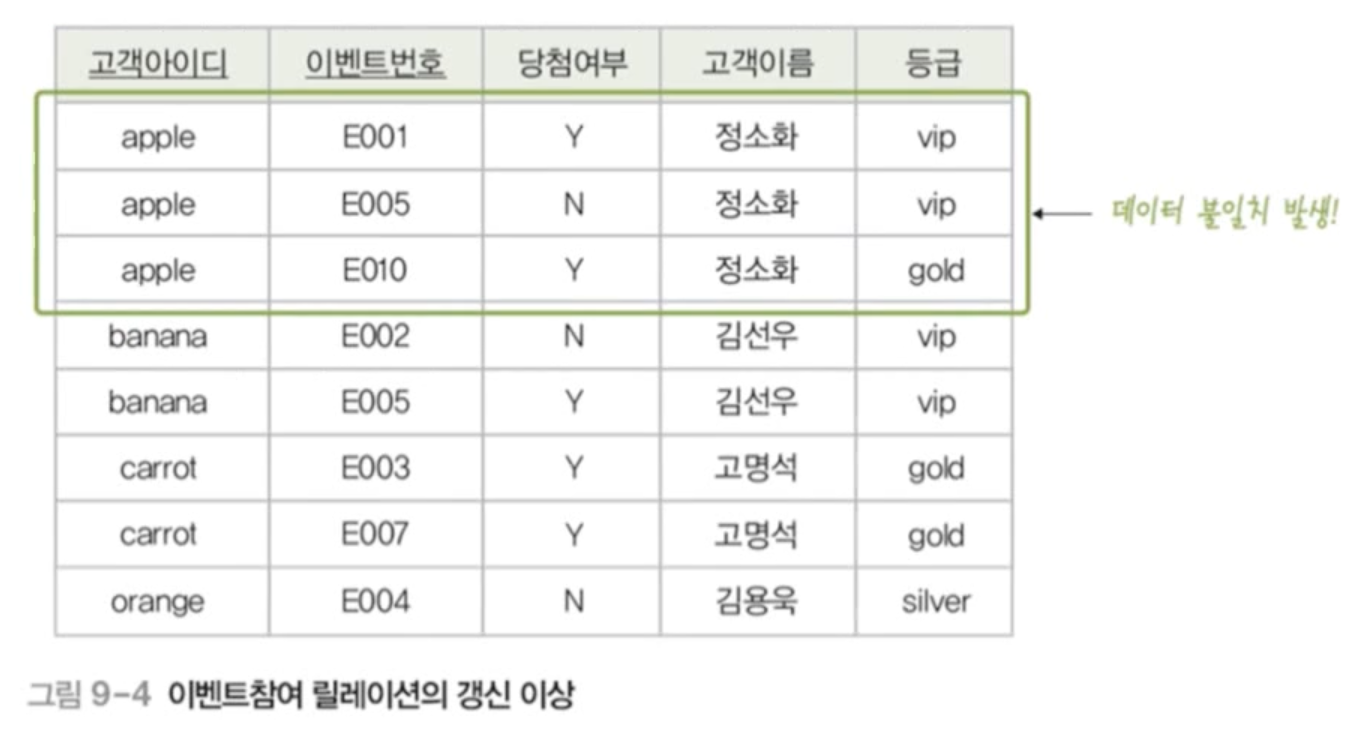 고객아이디 이벤트번호 당첨여부 고객이름 등급
apple E001 Y 정소화 vip
apple E005 N 정소화 vip
데이터 불일치 발생!
apple E010 Y 정소화 gold
banana E002 N 김선우 vip
banana E005 Y 김선우 vip
carrot E003 Y 고명석 gold
carrot E007 Y 고명석 gold
orange E004 N 김용욱 silver
그림 9-4 이벤트참여 릴레이션의 갱신 이상